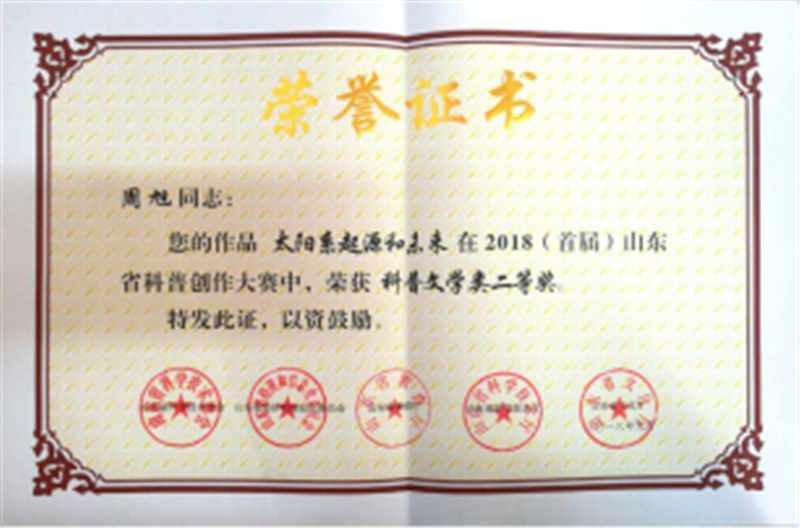 荣誉证书
周旭同志:
您的作品 太阳系起源和未来 在2018(首届)山东
省科普创作大赛中,荣获 科普文学类二等奖。
特发此证,以资鼓励。